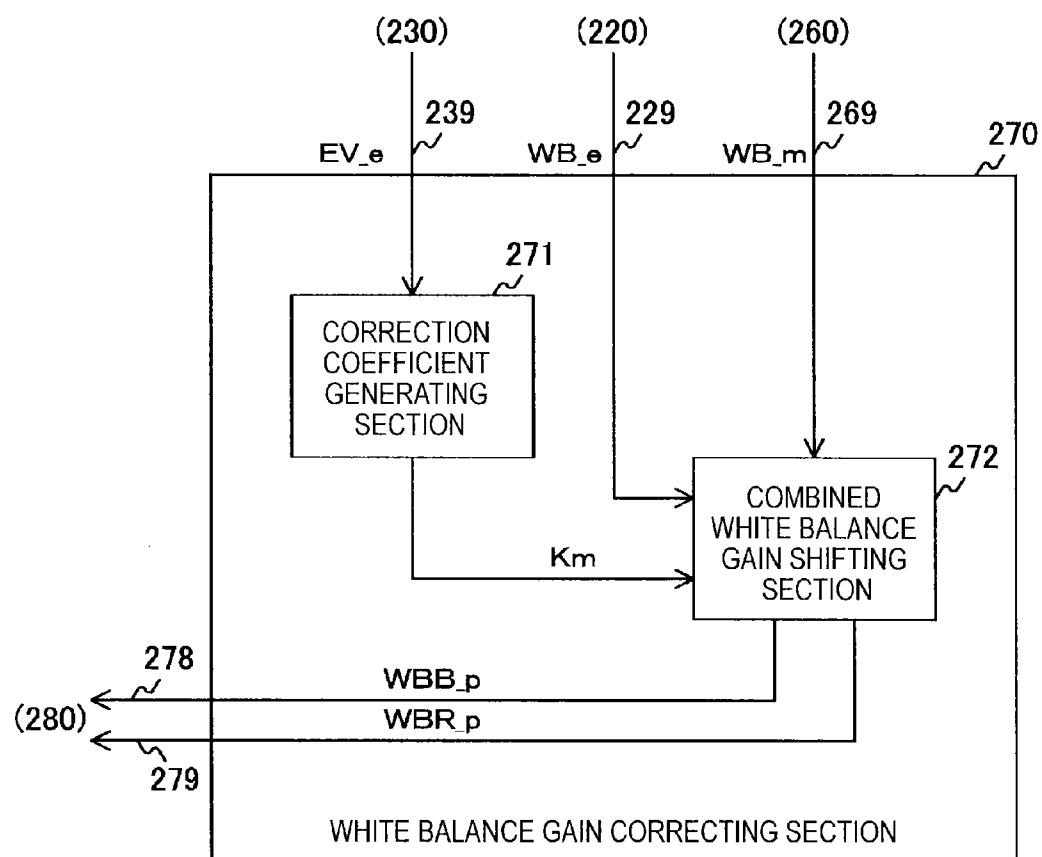 (230) (220) (260)
239 229 269 270
EV_e WB_e WB_m
271
CORRECTION
COEFFICIENT
GENERATING
SECTION
272
COMBINED
WHITE BALANCE
GAIN SHIFTING
SECTION
Km
278 WBB_p
(280) WBR_p
279
WHITE BALANCE GAIN CORRECTING SECTION